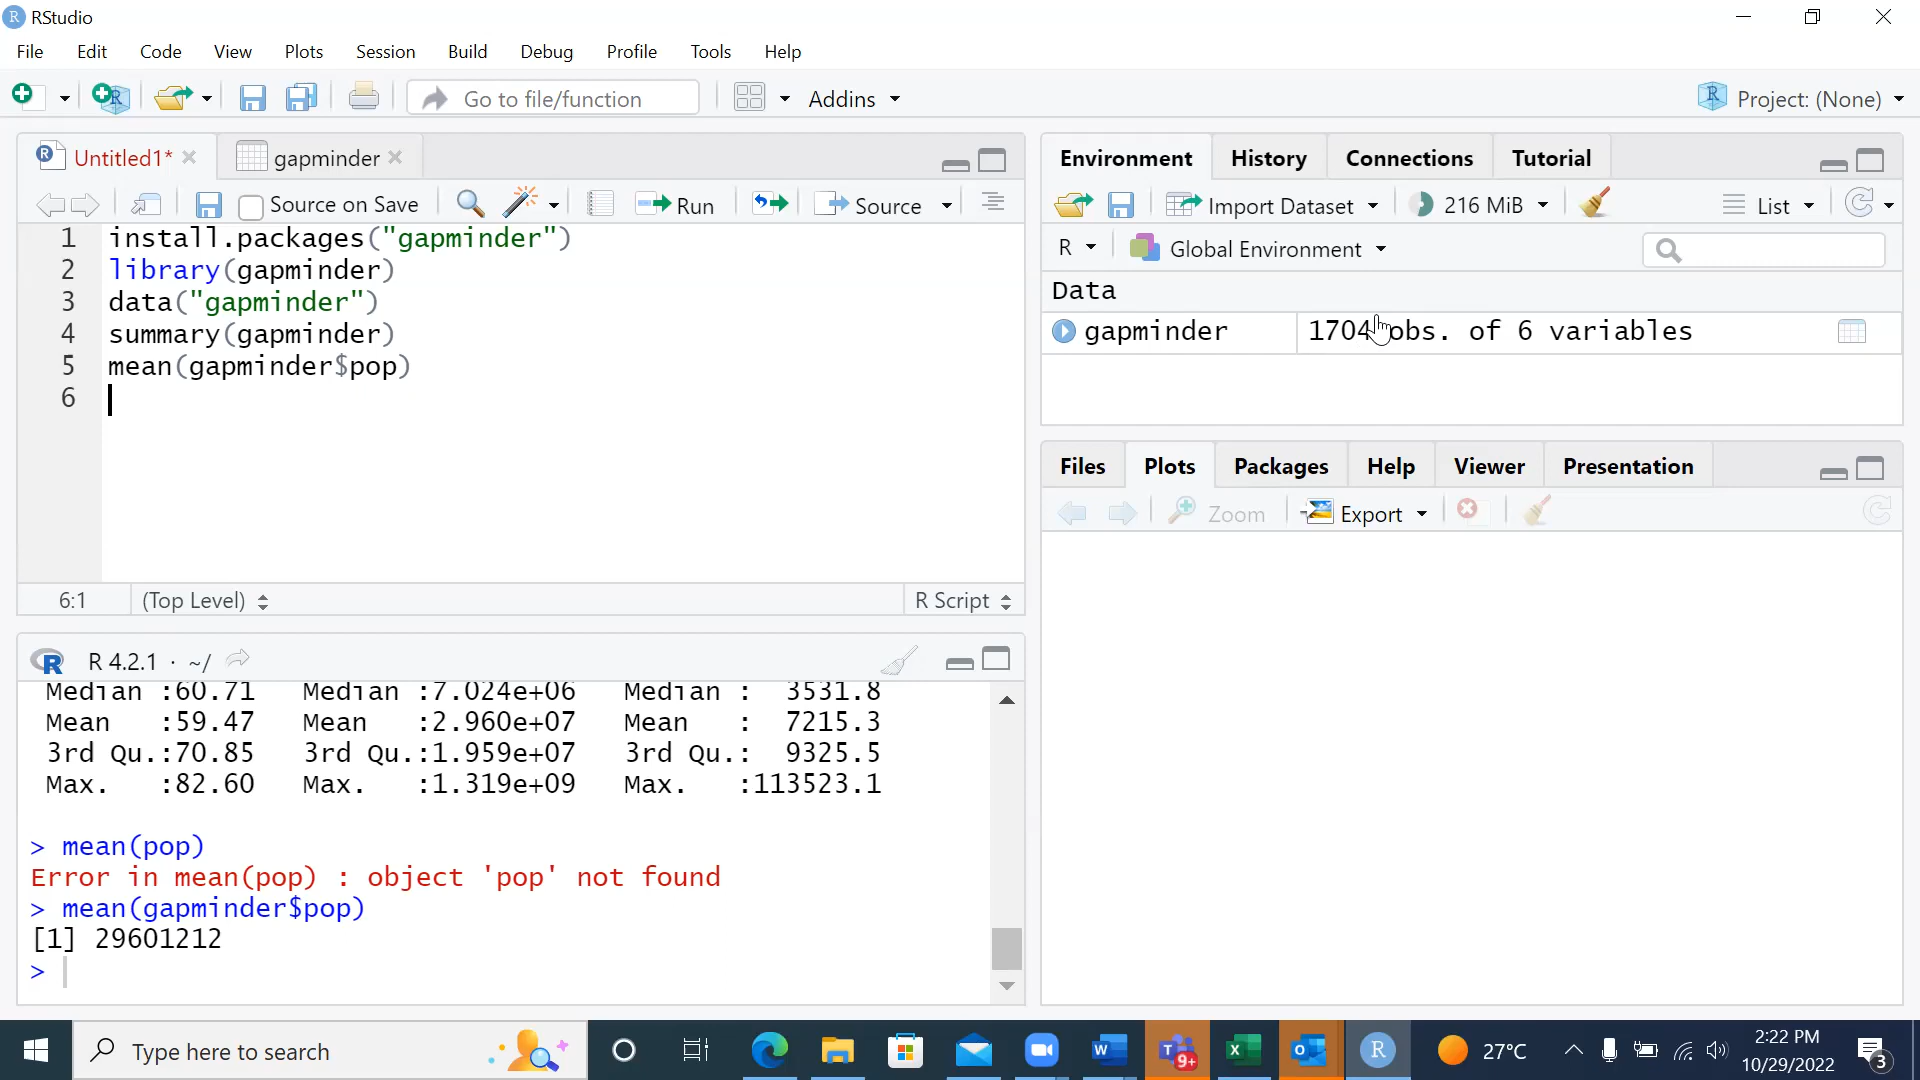 RStudio
File Edit Code View Plots Session Build Debug Profile Tools Help
Go to file/function Addins Project: (None)
Untitled1* gapminder
Source on Save Run Source
1 install.packages("gapminder")
2 library(gapminder)
3 data("gapminder")
4 summary(gapminder)
5 mean(gapminder$pop)
6
6:1 (Top Level) R Script
R 4.2.1 · ~/
Median :60.71 Median :7.024e+06 Median : 3531.8
Mean :59.47 Mean :2.960e+07 Mean : 7215.3
3rd Qu.:70.85 3rd Qu.:1.959e+07 3rd Qu.: 9325.5
Max. :82.60 Max. :1.319e+09 Max. :113523.1
> mean(pop)
Error in mean(pop) : object 'pop' not found
> mean(gapminder$pop)
[1] 29601212
>
Environment History Connections Tutorial
Import Dataset 216 MiB List
R Global Environment
Data
gapminder 1704 obs. of 6 variables
Files Plots Packages Help Viewer Presentation
Zoom Export
Type here to search
27°C
2:22 PM
10/29/2022
9+
3